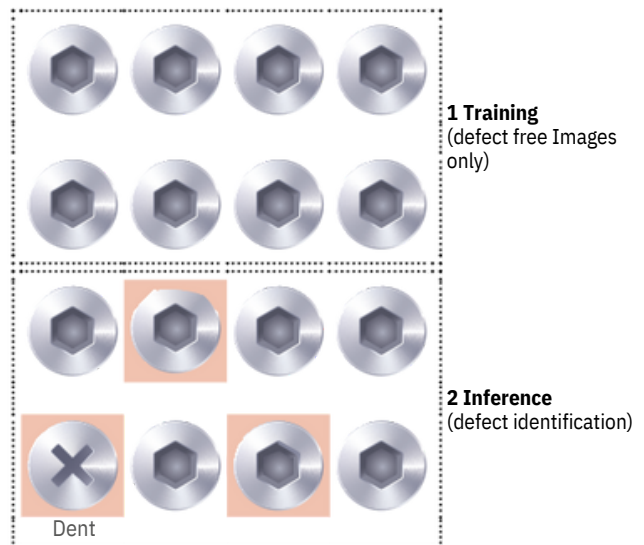 1 Training
(defect free Images
only)
2 Inference
(defect identification)
Dent